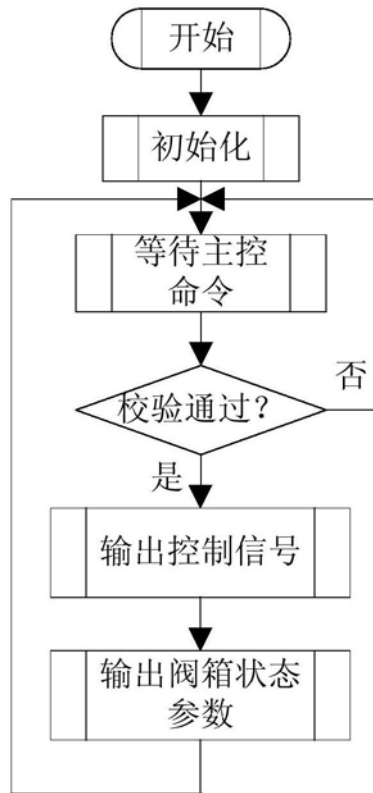 开始
初始化
等待主控
命令
校验通过？
否
是
输出控制信号
输出阀箱状态
参数